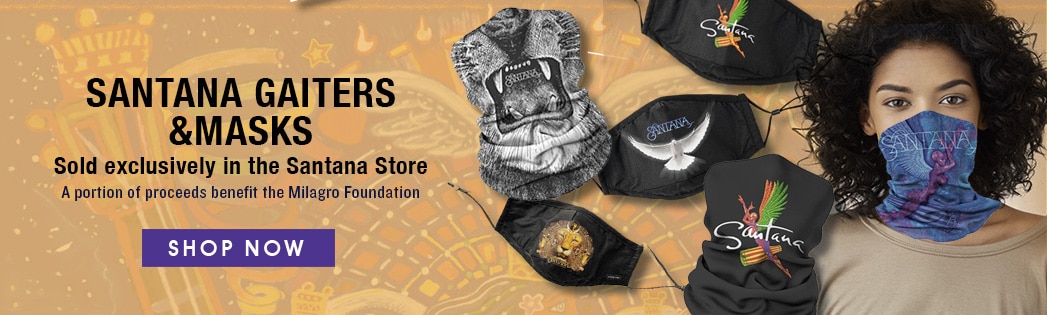 SANTANA GAITERS
&MASKS
Sold exclusively in the Santana Store
A portion of proceeds benefit the Milagro Foundation
SHOP NOW
SANTANA
Santana
SANTANA
Santana
SANTANA